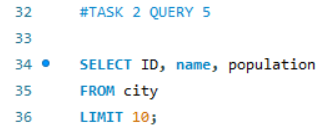 32 #TASK 2 QUERY 5
33
34 SELECT ID, name, population
35 FROM city
36 LIMIT 10;